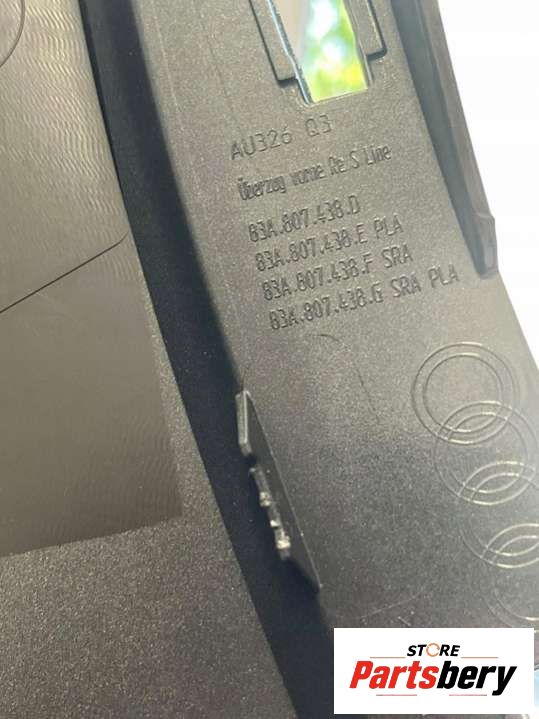 AU326 Q3
Überzug vorne Re S Line
83A.807.438.D
83A.807.438.E PLA
83A.807.438.F SRA
83A.807.438.G SRA PLA
STORE
Partsbery